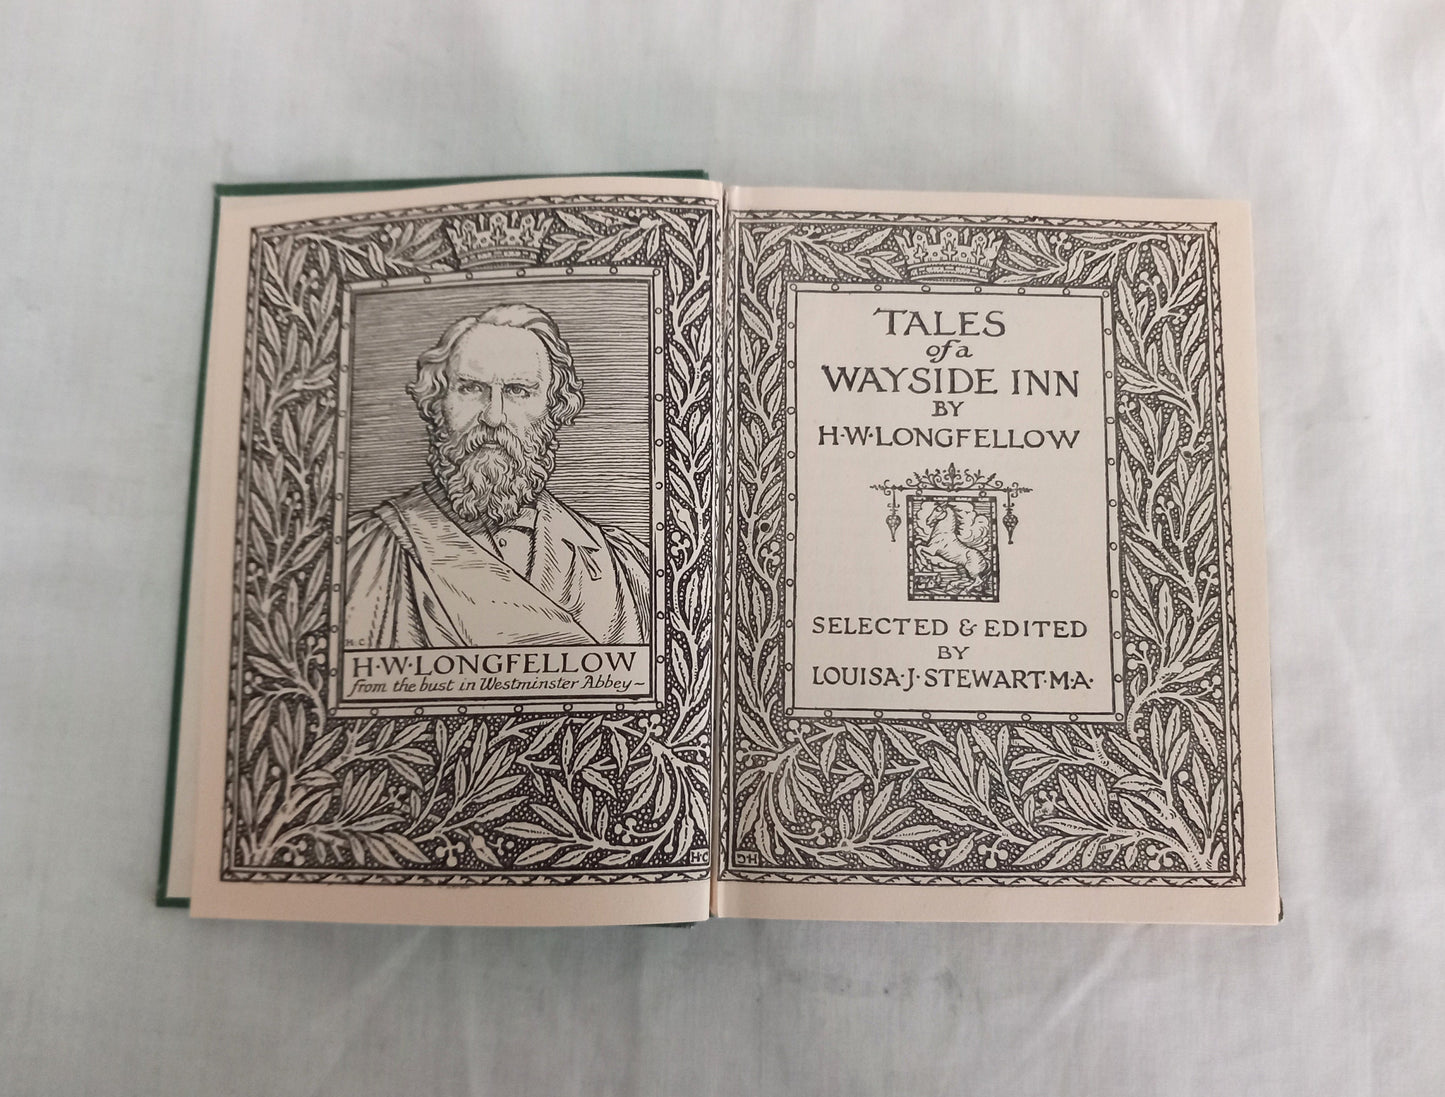 H.C.
H·W·LONGFELLOW
from the bust in Westminster Abbey~
H·C
TALES
of a
WAYSIDE INN
BY
H·W·LONGFELLOW
SELECTED & EDITED
BY
LOUISA·J·STEWART·M·A·
H·C